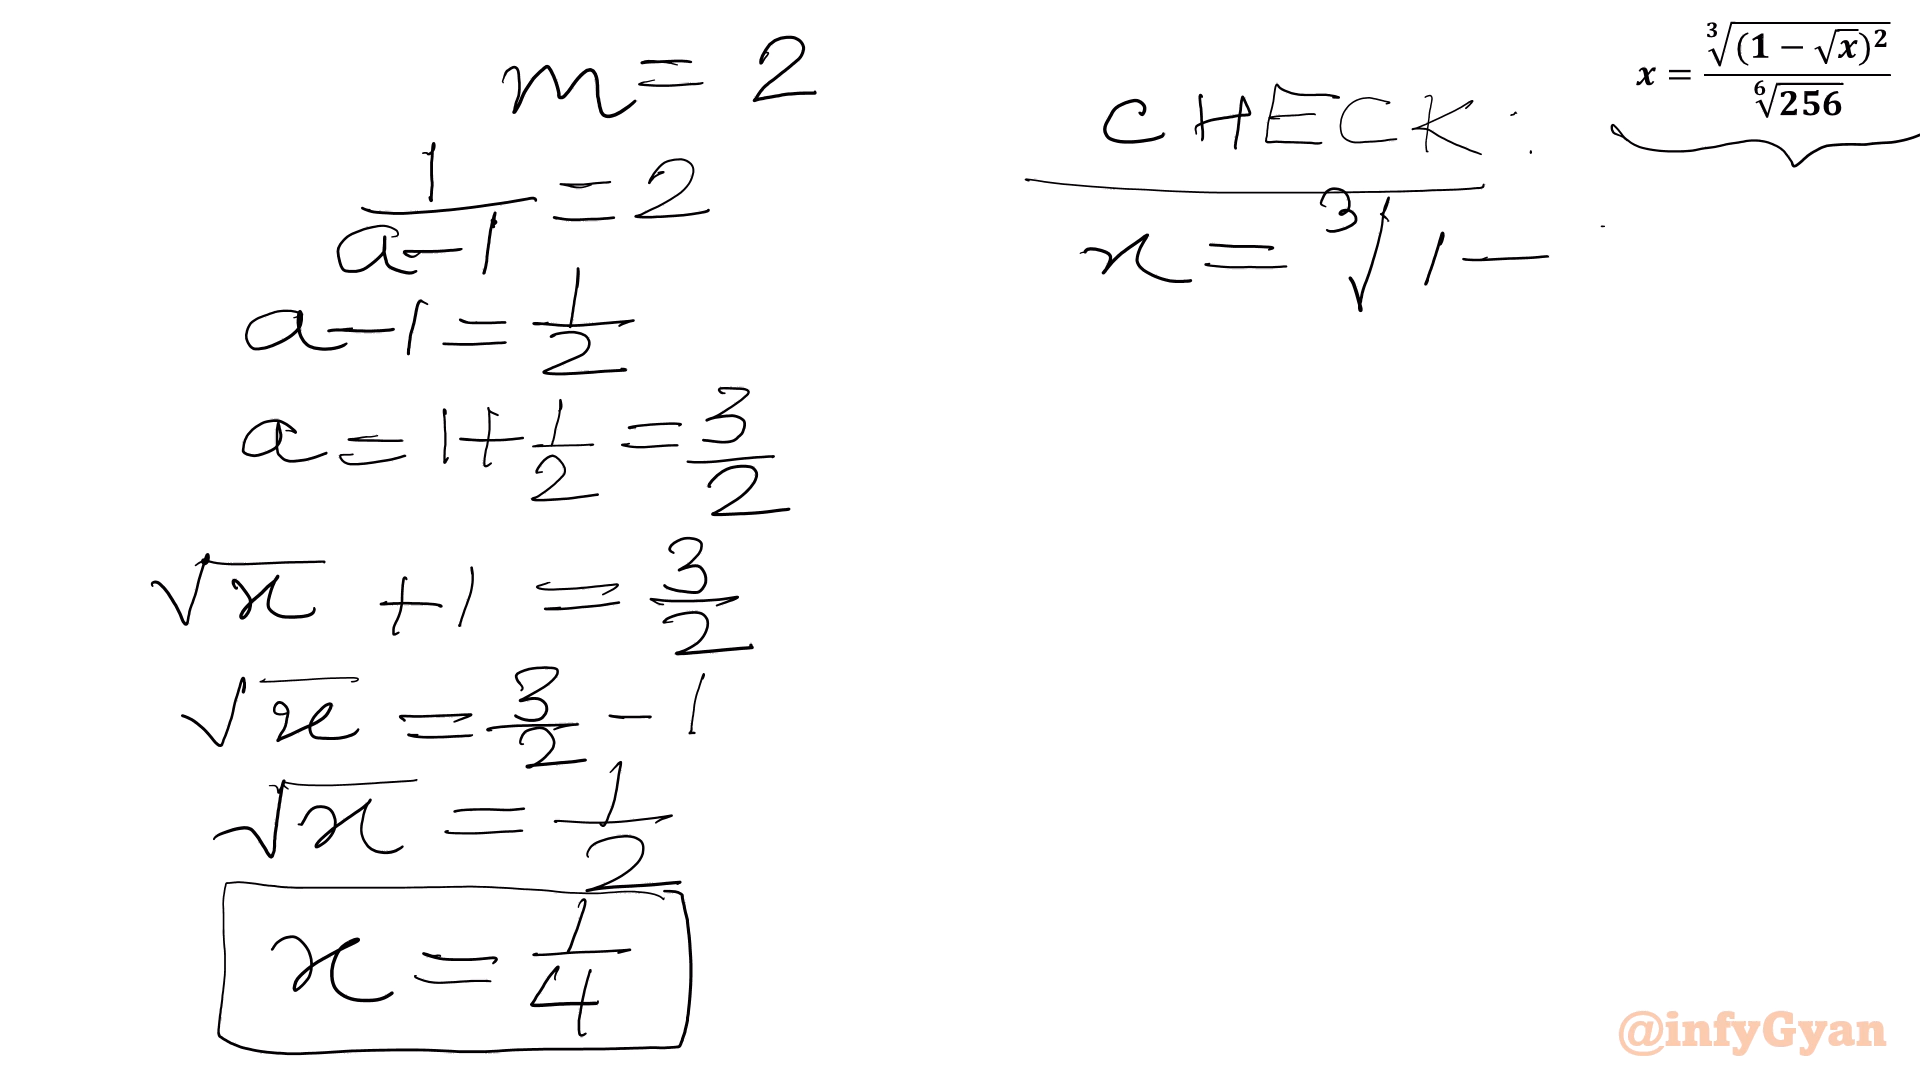 m = 2
1/(a-1) = 2
a-1 = 1/2
a = 1+1/2 = 3/2
√x +1 = 3/2
√x = 3/2 - 1
√x = 1/2
x = 1/4
CHECK:
x = ∛1-
x = ∛((1 − √x)²) / ⁶√256
@infyGyan